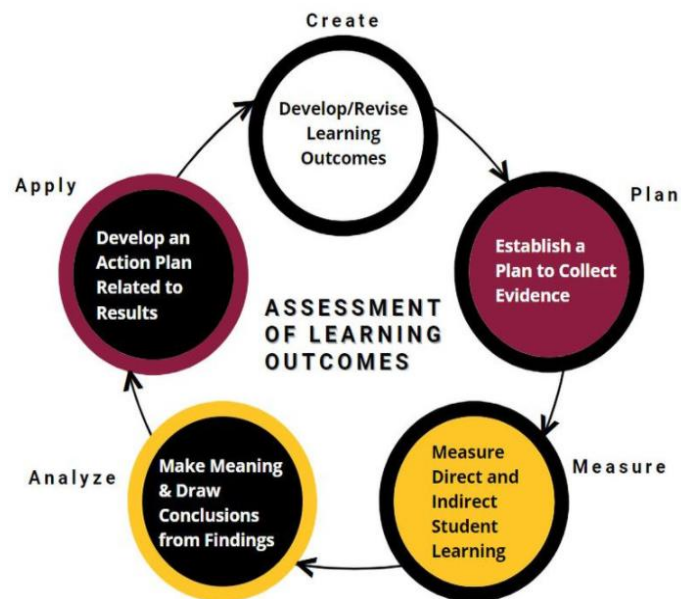 Create
Develop/Revise
Learning
Outcomes
Plan
Establish a
Plan to Collect
Evidence
Measure
Measure
Direct and
Indirect
Student
Learning
Analyze
Make Meaning
& Draw
Conclusions
from Findings
Apply
Develop an
Action Plan
Related to
Results
ASSESSMENT
OF LEARNING
OUTCOMES